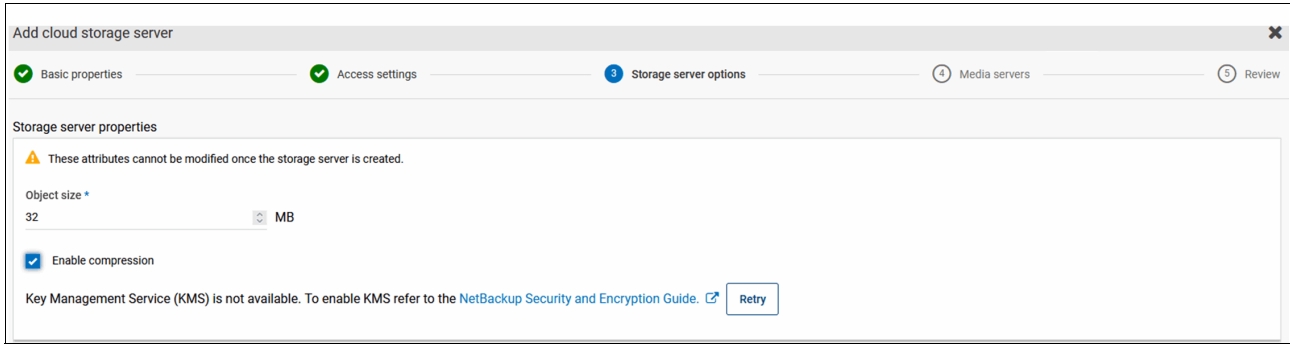 Add cloud storage server
Basic properties
Access settings
3 Storage server options
4 Media servers
5 Review
Storage server properties
These attributes cannot be modified once the storage server is created.
Object size *
32 MB
Enable compression
Key Management Service (KMS) is not available. To enable KMS refer to the NetBackup Security and Encryption Guide. Retry